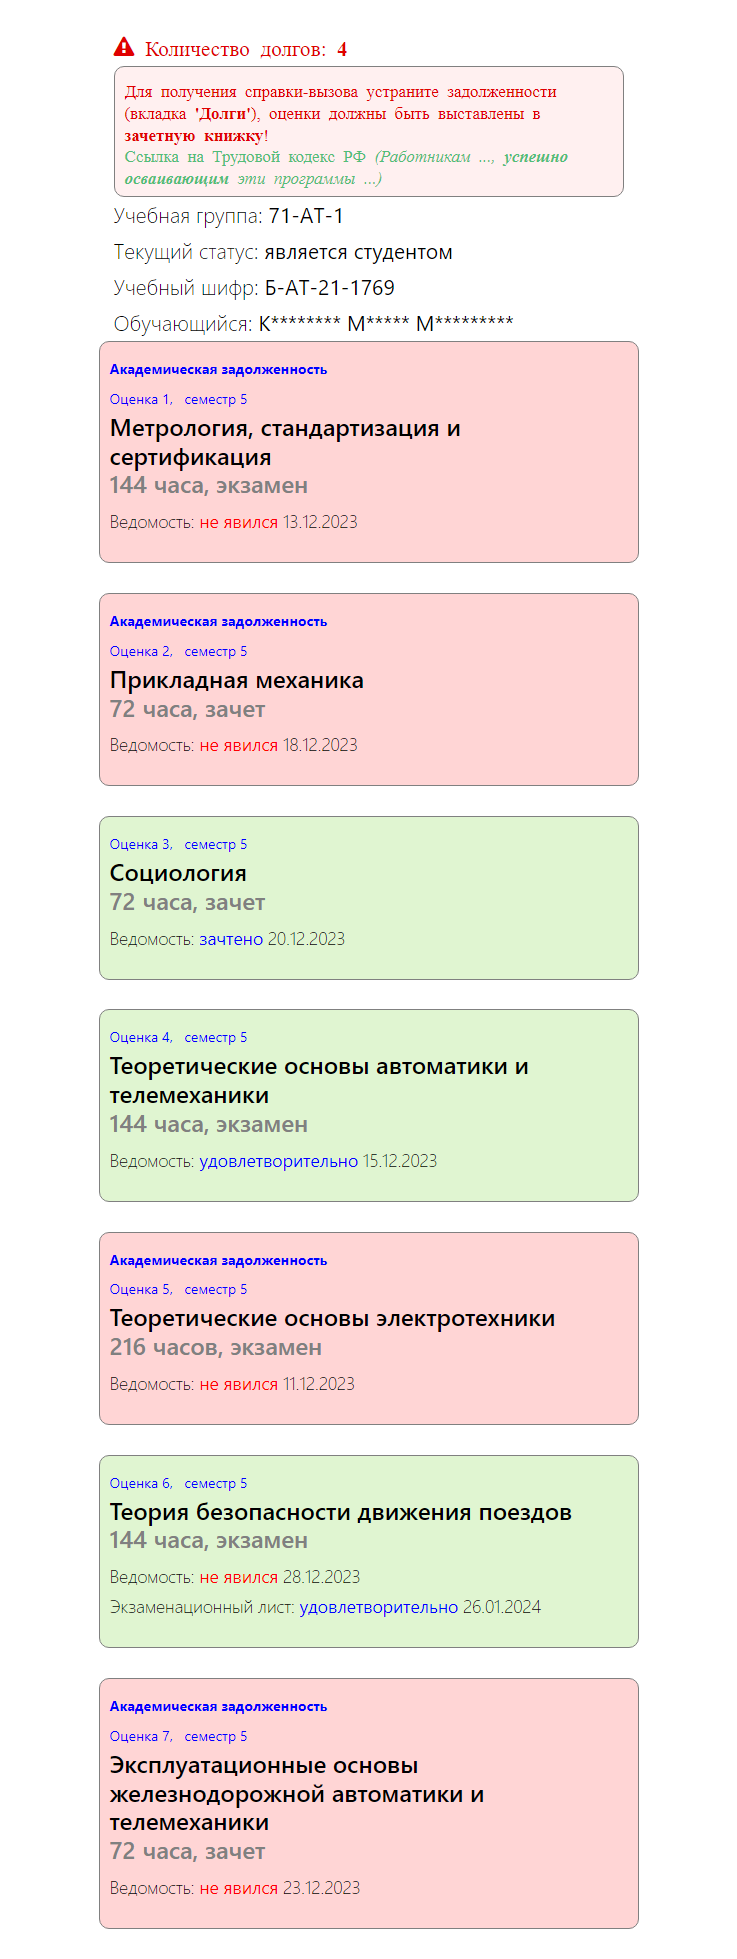 Количество долгов: 4
Для получения справки-вызова устраните задолженности
(вкладка 'Долги'), оценки должны быть выставлены в
зачетную книжку!
Ссылка на Трудовой кодекс РФ (Работникам ..., успешно
осваивающим эти программы ...)
Учебная группа: 71-АТ-1
Текущий статус: является студентом
Учебный шифр: Б-АТ-21-1769
Обучающийся: К******** М***** М*********
Академическая задолженность
Оценка 1, семестр 5
Метрология, стандартизация и
сертификация
144 часа, экзамен
Ведомость: не явился 13.12.2023
Академическая задолженность
Оценка 2, семестр 5
Прикладная механика
72 часа, зачет
Ведомость: не явился 18.12.2023
Оценка 3, семестр 5
Социология
72 часа, зачет
Ведомость: зачтено 20.12.2023
Оценка 4, семестр 5
Теоретические основы автоматики и
телемеханики
144 часа, экзамен
Ведомость: удовлетворительно 15.12.2023
Академическая задолженность
Оценка 5, семестр 5
Теоретические основы электротехники
216 часов, экзамен
Ведомость: не явился 11.12.2023
Оценка 6, семестр 5
Теория безопасности движения поездов
144 часа, экзамен
Ведомость: не явился 28.12.2023
Экзаменационный лист: удовлетворительно 26.01.2024
Академическая задолженность
Оценка 7, семестр 5
Эксплуатационные основы
железнодорожной автоматики и
телемеханики
72 часа, зачет
Ведомость: не явился 23.12.2023